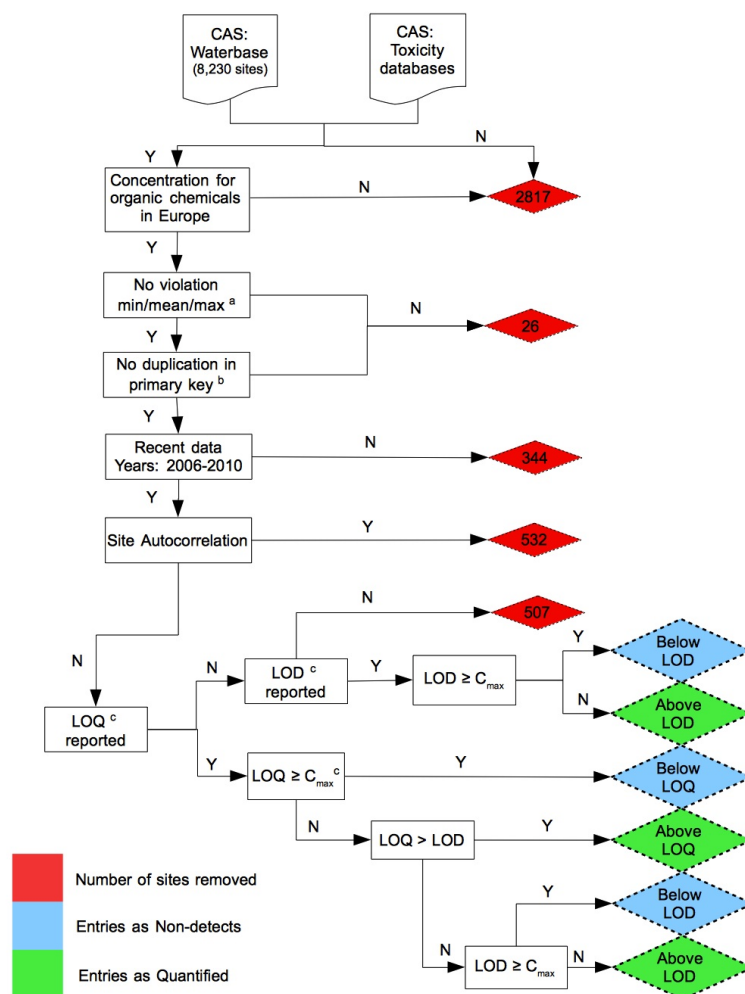 CAS:
Waterbase
(8,230 sites)
CAS:
Toxicity
databases
Y
N
Concentration for
organic chemicals
in Europe
N
2817
Y
No violation
min/mean/max a
N
26
Y
No duplication in
primary key b
Y
Recent data
Years: 2006-2010
N
344
Y
Site Autocorrelation
Y
532
N
N
507
LOQ c
reported
N
LOD c
reported
Y
LOD ≥ Cmax
Y
Below
LOD
N
Above
LOD
Y
LOQ ≥ Cmax c
Y
Below
LOQ
N
LOQ > LOD
Y
Above
LOQ
N
LOD ≥ Cmax
Y
Below
LOD
N
Above
LOD
Number of sites removed
Entries as Non-detects
Entries as Quantified